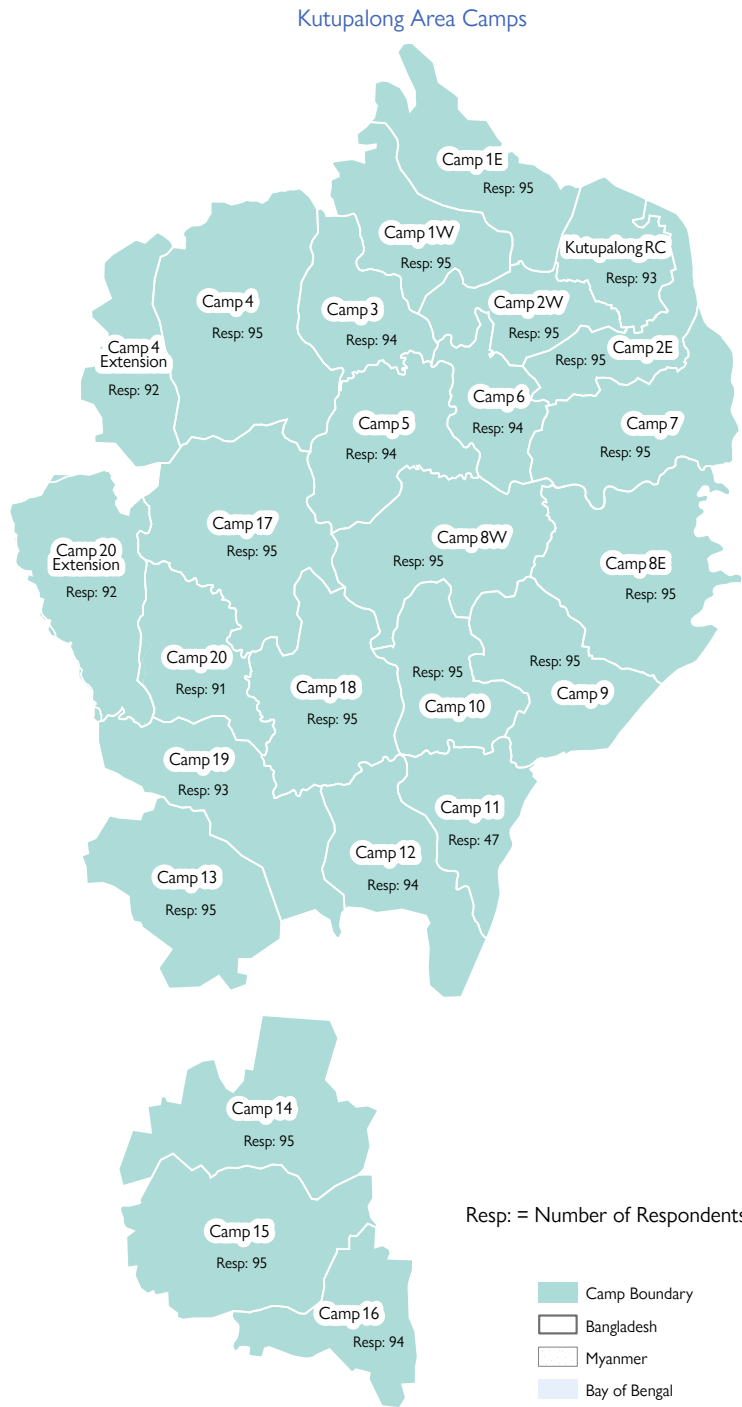 Kutupalong Area Camps
Camp 1E
Resp: 95
Camp 1W
Resp: 95
Kutupalong RC
Resp: 93
Camp 4
Resp: 95
Camp 3
Resp: 94
Camp 2W
Resp: 95
Camp 2E
Resp: 95
Camp 4
Extension
Resp: 92
Camp 6
Resp: 94
Camp 5
Resp: 94
Camp 7
Resp: 95
Camp 17
Resp: 95
Camp 8W
Resp: 95
Camp 20
Extension
Resp: 92
Camp 8E
Resp: 95
Camp 20
Resp: 91
Camp 18
Resp: 95
Resp: 95
Camp 10
Resp: 95
Camp 9
Camp 19
Resp: 93
Camp 11
Resp: 47
Camp 12
Resp: 94
Camp 13
Resp: 95
Camp 14
Resp: 95
Camp 15
Resp: 95
Camp 16
Resp: 94
Resp: = Number of Respondents
Camp Boundary
Bangladesh
Myanmer
Bay of Bengal